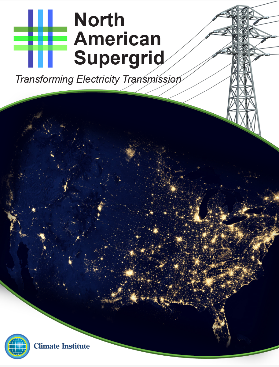 North
American
Supergrid
Transforming Electricity Transmission
Climate Institute